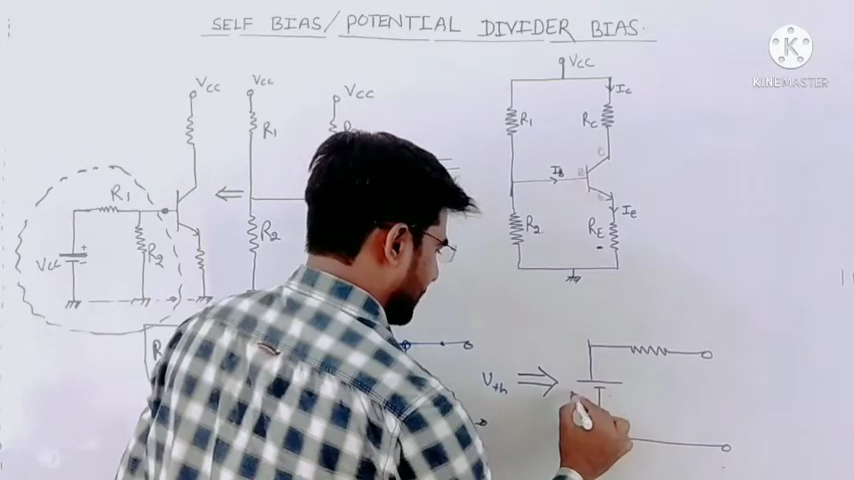 SELF BIAS/POTENTIAL DIVIDER BIAS.
K
KINEMASTER
VCC
VCC
VCC
VCC
IC
R1
R1
RC
R1
IB
R2
R2
R2
RE
IE
VCC
Vth